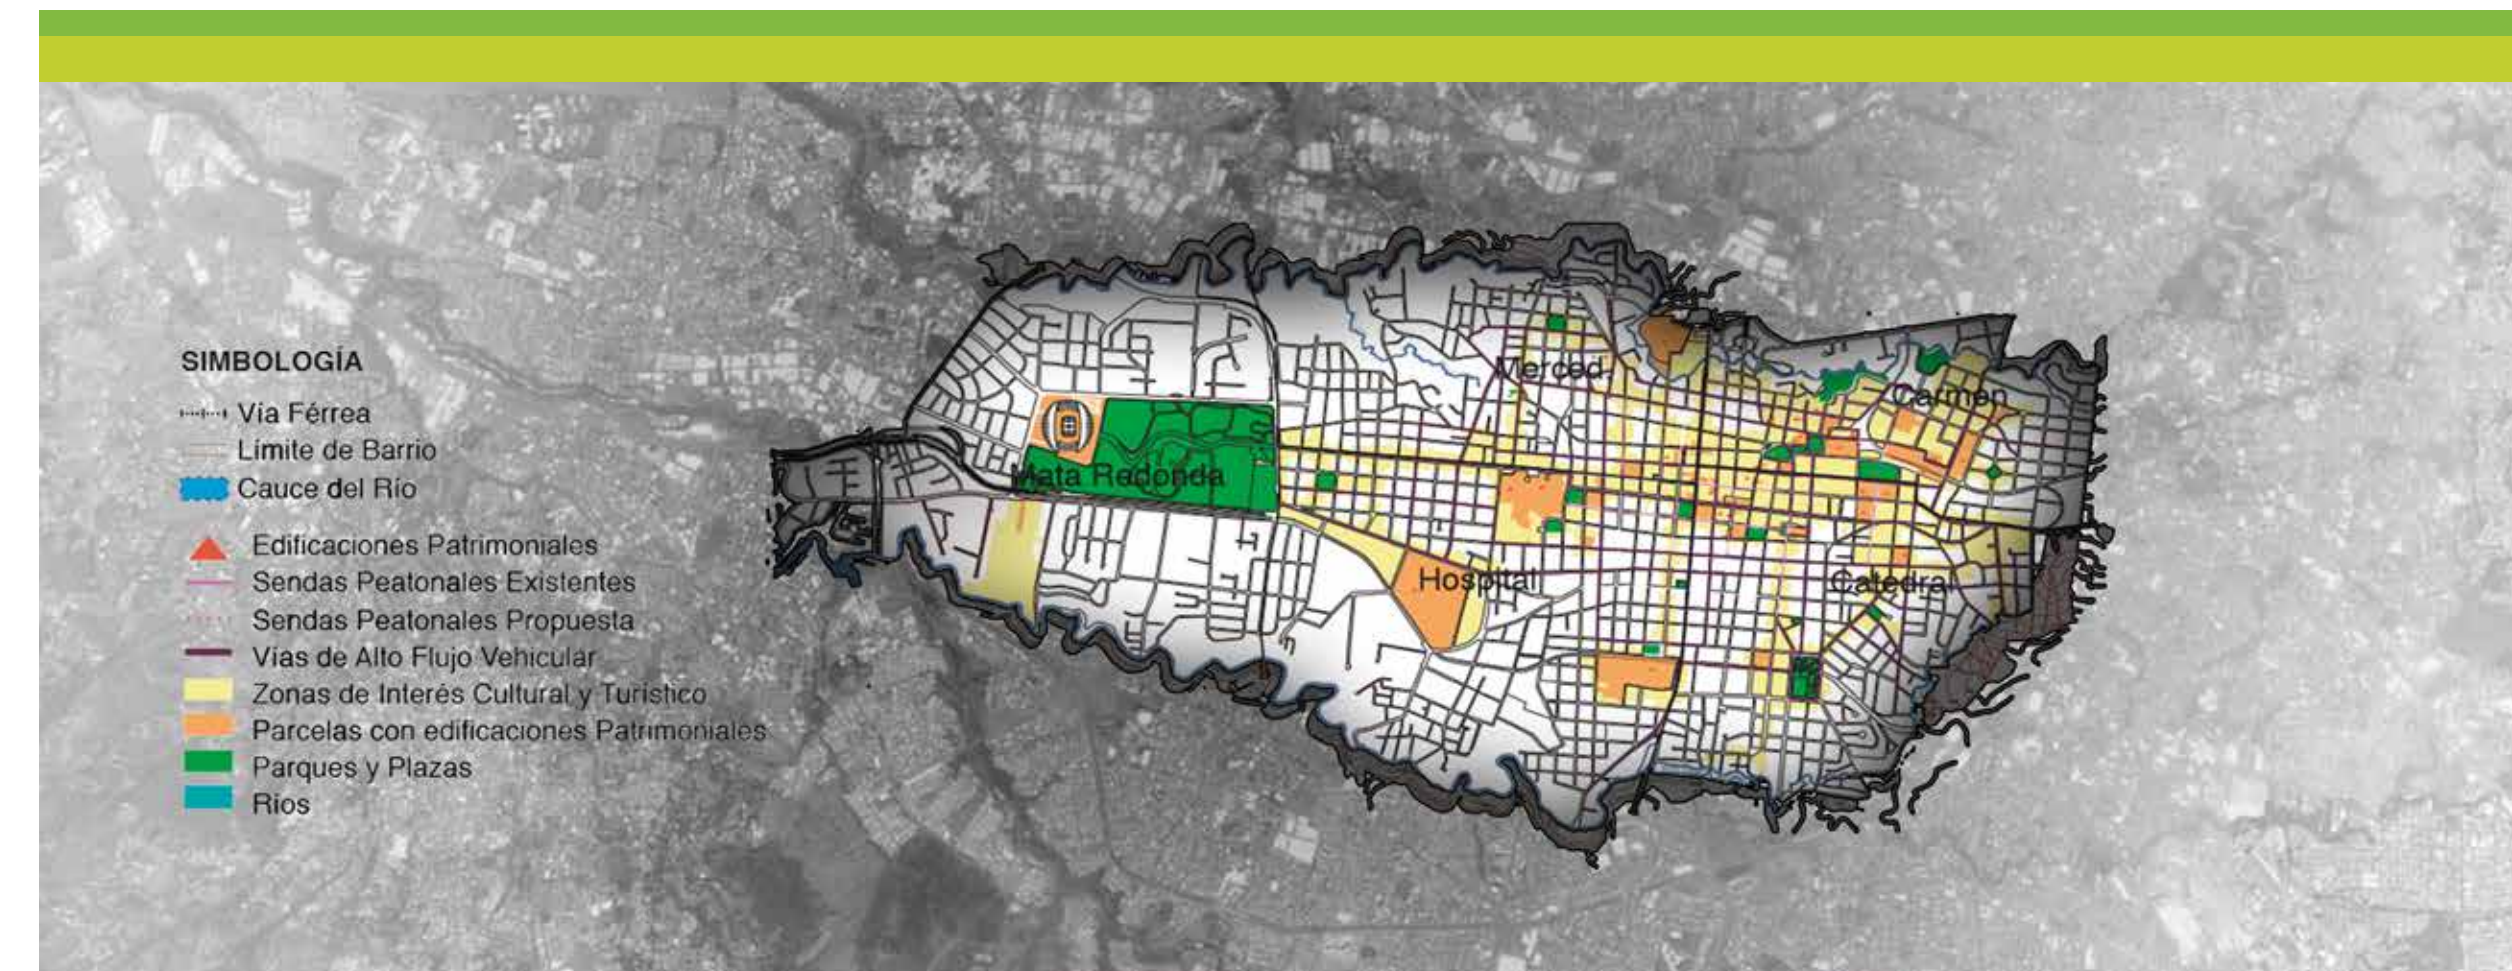 SIMBOLOGÍA
Vía Férrea
Límite de Barrio
Cauce del Río
Edificaciones Patrimoniales
Sendas Peatonales Existentes
Sendas Peatonales Propuesta
Vías de Alto Flujo Vehicular
Zonas de Interés Cultural y Turístico
Parcelas con edificaciones Patrimoniales
Parques y Plazas
Ríos
Merced
Carmen
Mata Redonda
Hospital
Catedral